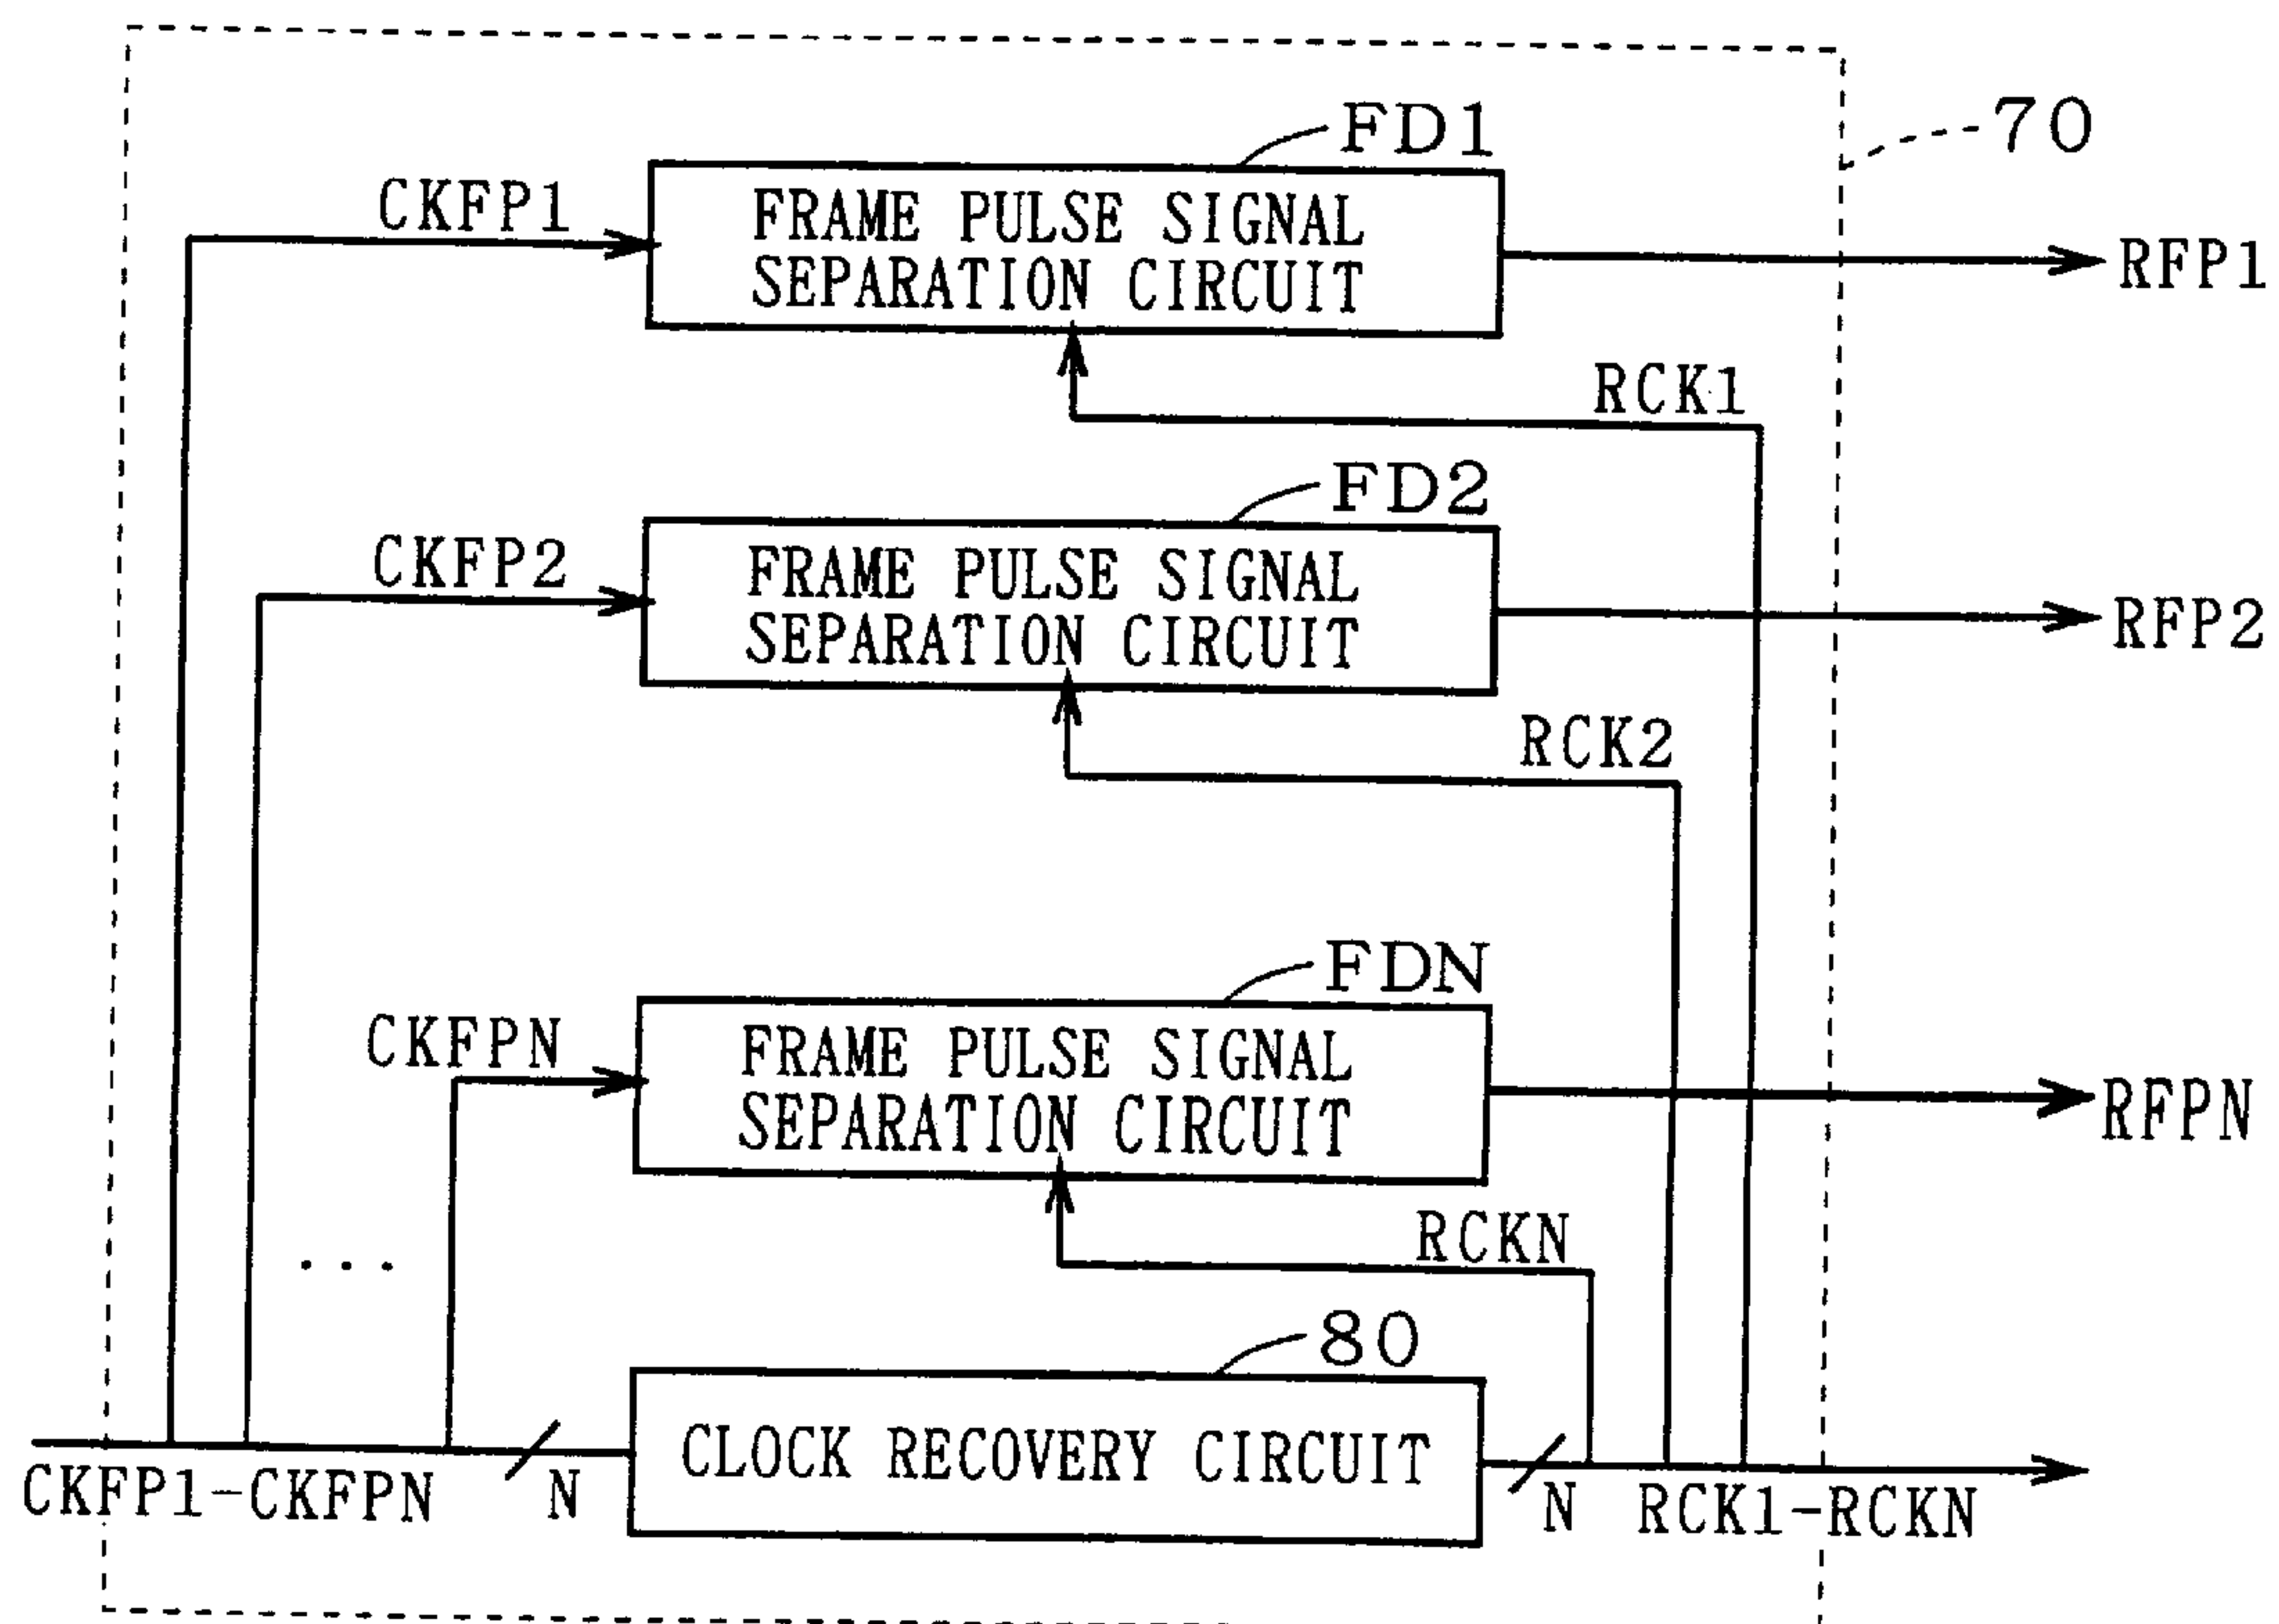 FD1
70
CKFP1
FRAME PULSE SIGNAL
SEPARATION CIRCUIT
RFP1
RCK1
FD2
CKFP2
FRAME PULSE SIGNAL
SEPARATION CIRCUIT
RFP2
RCK2
FDN
CKFPN
FRAME PULSE SIGNAL
SEPARATION CIRCUIT
RFPN
RCKN
...
80
CLOCK RECOVERY CIRCUIT
CKFP1-CKFPN
N
N
RCK1-RCKN